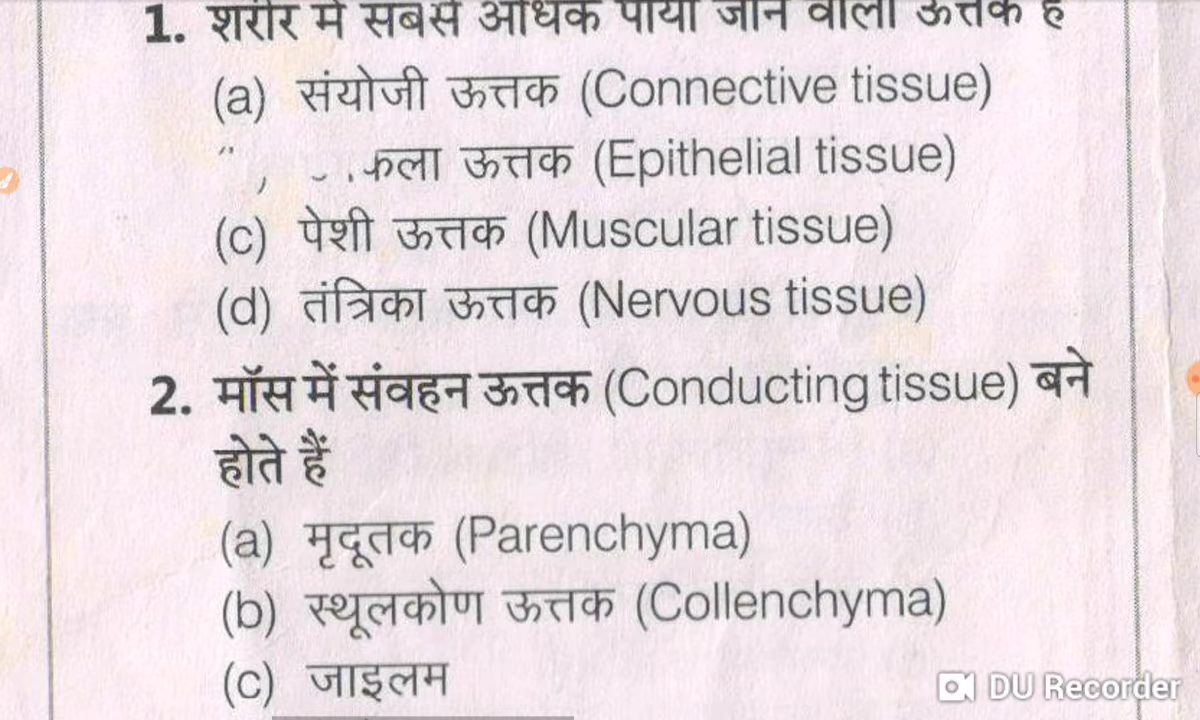 1. शरीर में सबसे अधिक पाया जाने वाला ऊत्तक है
(a) संयोजी ऊत्तक (Connective tissue)
कला ऊत्तक (Epithelial tissue)
(c) पेशी ऊत्तक (Muscular tissue)
(d) तंत्रिका ऊत्तक (Nervous tissue)
2. मॉस में संवहन ऊत्तक (Conducting tissue) बने
होते हैं
(a) मृदूतक (Parenchyma)
(b) स्थूलकोण ऊत्तक (Collenchyma)
(c) जाइलम
DU Recorder